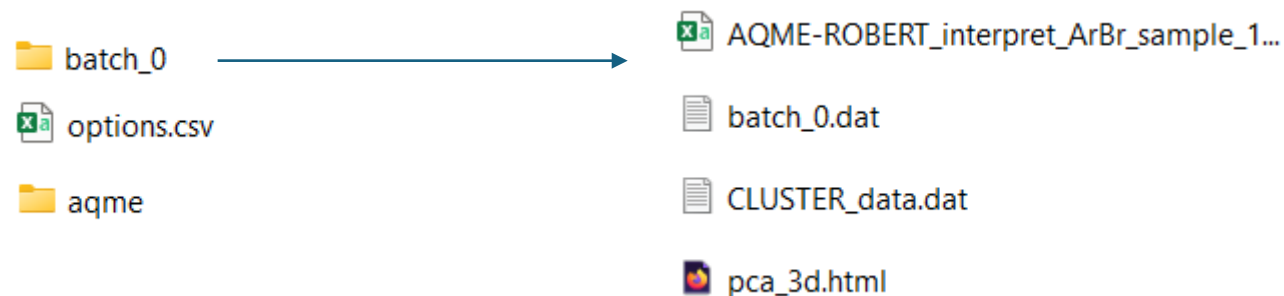 batch_0
options.csv
aqme
AQME-ROBERT_interpret_ArBr_sample_1...
batch_0.dat
CLUSTER_data.dat
pca_3d.html